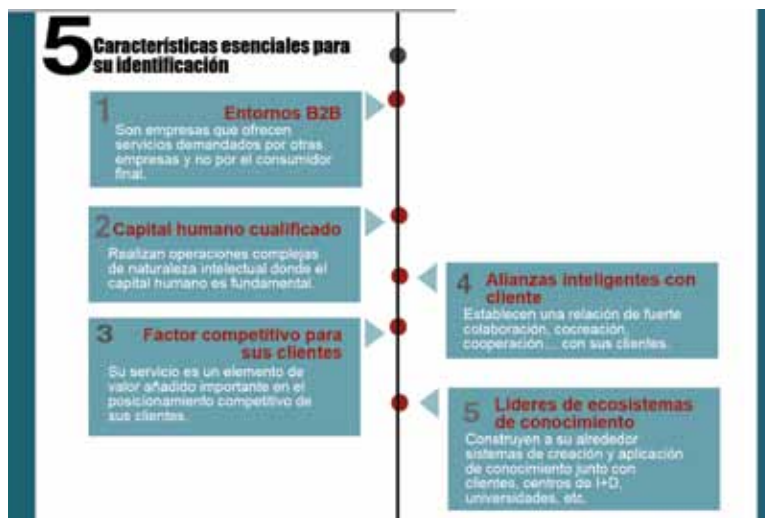 5 Características esenciales para
su identificación
1 Entornos B2B
Son empresas que ofrecen
servicios demandados por otras
empresas y no por el consumidor
final.
2 Capital humano cualificado
Realizan operaciones complejas
de naturaleza intelectual donde el
capital humano es fundamental.
3 Factor competitivo para
sus clientes
Su servicio es un elemento de
valor añadido importante en el
posicionamiento competitivo de
sus clientes.
4 Alianzas inteligentes con
cliente
Establecen una relación de fuerte
colaboración, cocreación,
cooperación... con sus clientes.
5 Líderes de ecosistemas
de conocimiento
Construyen a su alrededor
sistemas de creación y aplicación
de conocimiento junto con
clientes, centros de I+D,
universidades, etc.